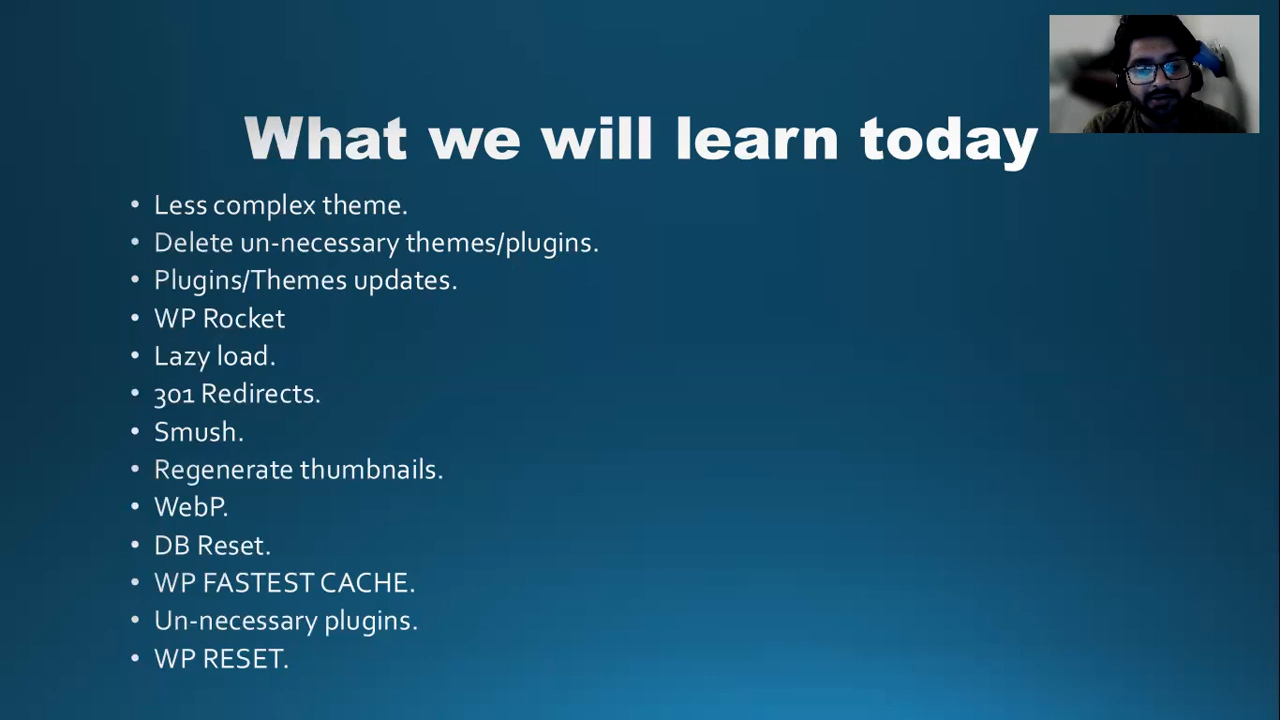 What we will learn today
• Less complex theme.
• Delete un-necessary themes/plugins.
• Plugins/Themes updates.
• WP Rocket
• Lazy load.
• 301 Redirects.
• Smush.
• Regenerate thumbnails.
• WebP.
• DB Reset.
• WP FASTEST CACHE.
• Un-necessary plugins.
• WP RESET.